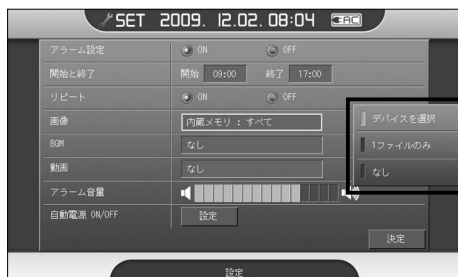 SET 2009. 12.02. 08:04 AC
アラーム設定 ON OFF
開始と終了 開始 09:00 終了 17:00
リピート ON OFF
画像 内蔵メモリ : すべて
BGM なし
動画 なし
アラーム音量
自動電源 ON/OFF 設定
デバイスを選択
1ファイルのみ
なし
決定
設定